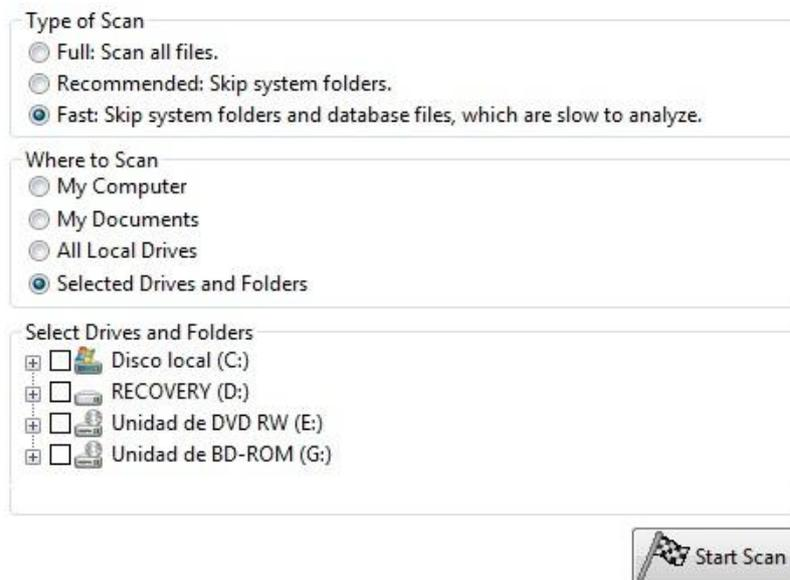 Type of Scan
Full: Scan all files.
Recommended: Skip system folders.
Fast: Skip system folders and database files, which are slow to analyze.
Where to Scan
My Computer
My Documents
All Local Drives
Selected Drives and Folders
Select Drives and Folders
Disco local (C:)
RECOVERY (D:)
Unidad de DVD RW (E:)
Unidad de BD-ROM (G:)
Start Scan